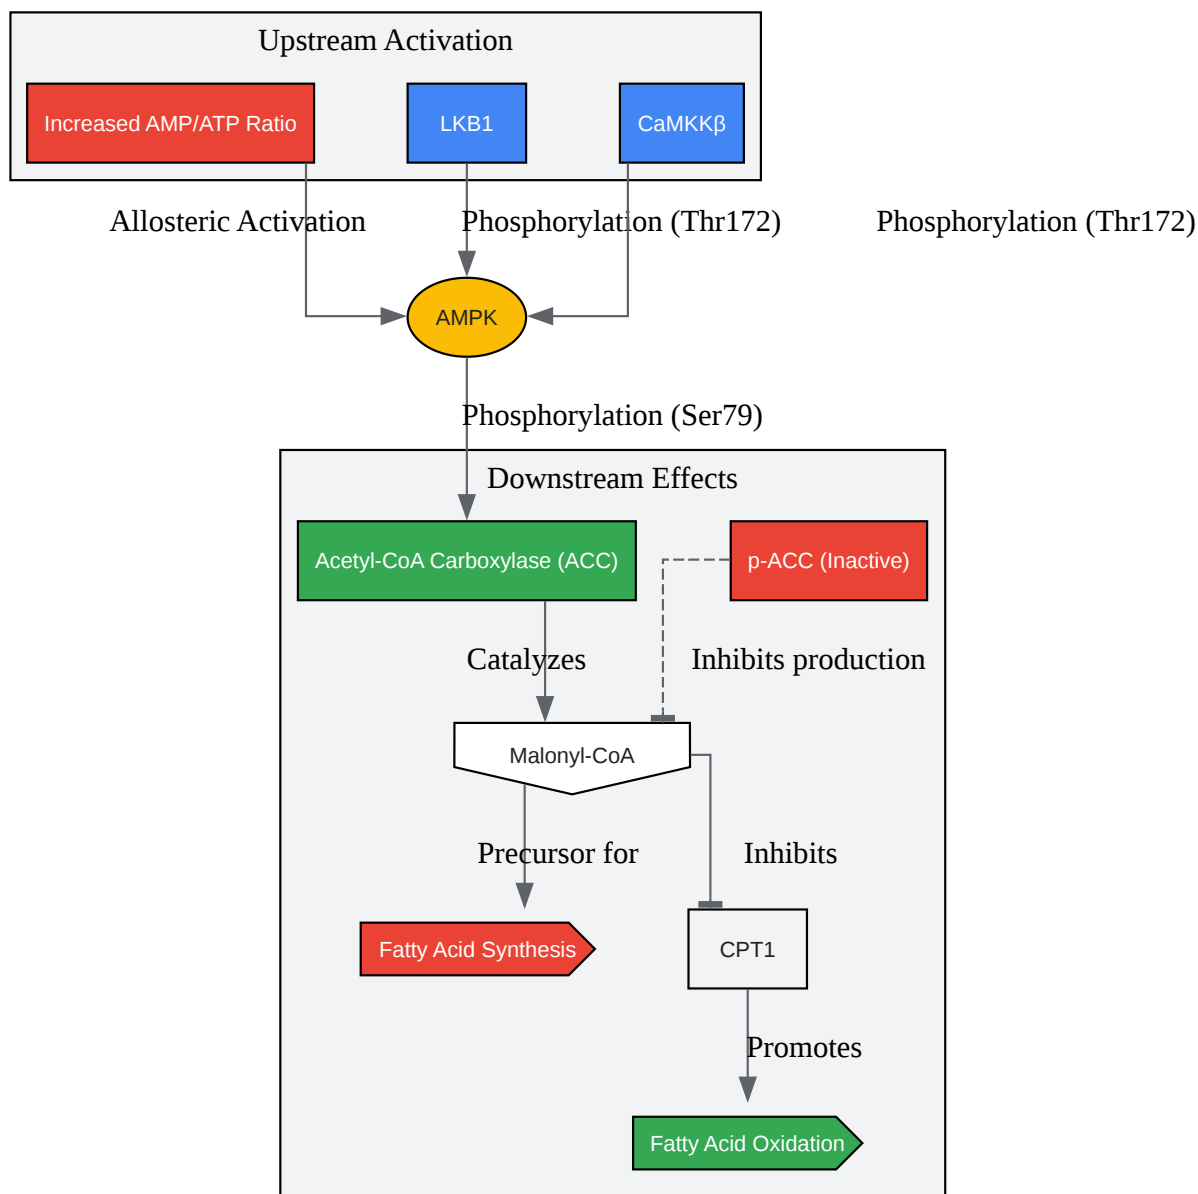 Upstream Activation
Increased AMP/ATP Ratio
LKB1
CaMKKβ
Allosteric Activation
Phosphorylation (Thr172)
Phosphorylation (Thr172)
AMPK
Phosphorylation (Ser79)
Downstream Effects
Acetyl-CoA Carboxylase (ACC)
p-ACC (Inactive)
Catalyzes
Inhibits production
Malonyl-CoA
Precursor for
Inhibits
Fatty Acid Synthesis
CPT1
Promotes
Fatty Acid Oxidation